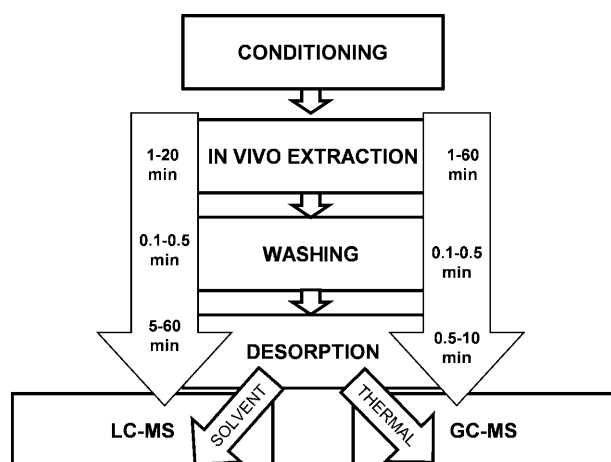 CONDITIONING
1-20
min
IN VIVO EXTRACTION
1-60
min
0.1-0.5
min
WASHING
0.1-0.5
min
5-60
min
DESORPTION
0.5-10
min
LC-MS
SOLVENT
THERMAL
GC-MS